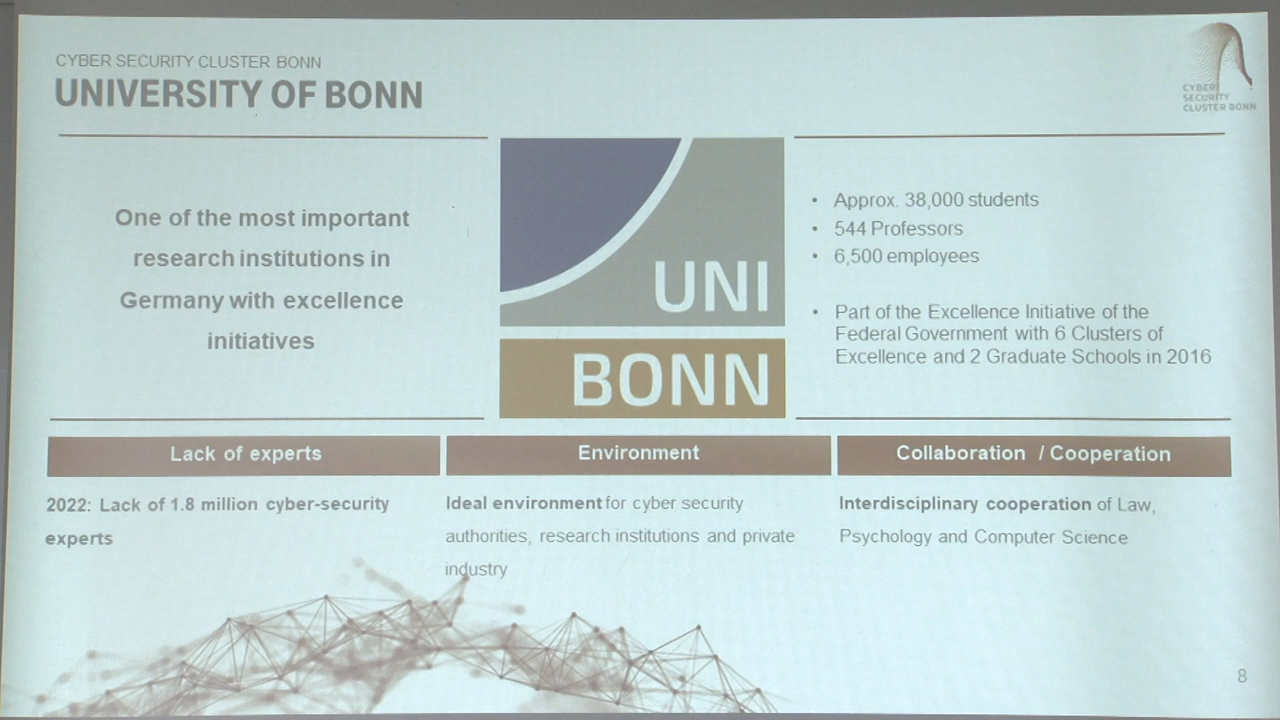 CYBER SECURITY CLUSTER BONN
UNIVERSITY OF BONN
CYBER
SECURITY
CLUSTER BONN
One of the most important
research institutions in
Germany with excellence
initiatives
UNI
BONN
• Approx. 38,000 students
• 544 Professors
• 6,500 employees
• Part of the Excellence Initiative of the
Federal Government with 6 Clusters of
Excellence and 2 Graduate Schools in 2016
Lack of experts
2022: Lack of 1.8 million cyber-security
experts
Environment
Ideal environment for cyber security
authorities, research institutions and private
industry
Collaboration / Cooperation
Interdisciplinary cooperation of Law,
Psychology and Computer Science
8